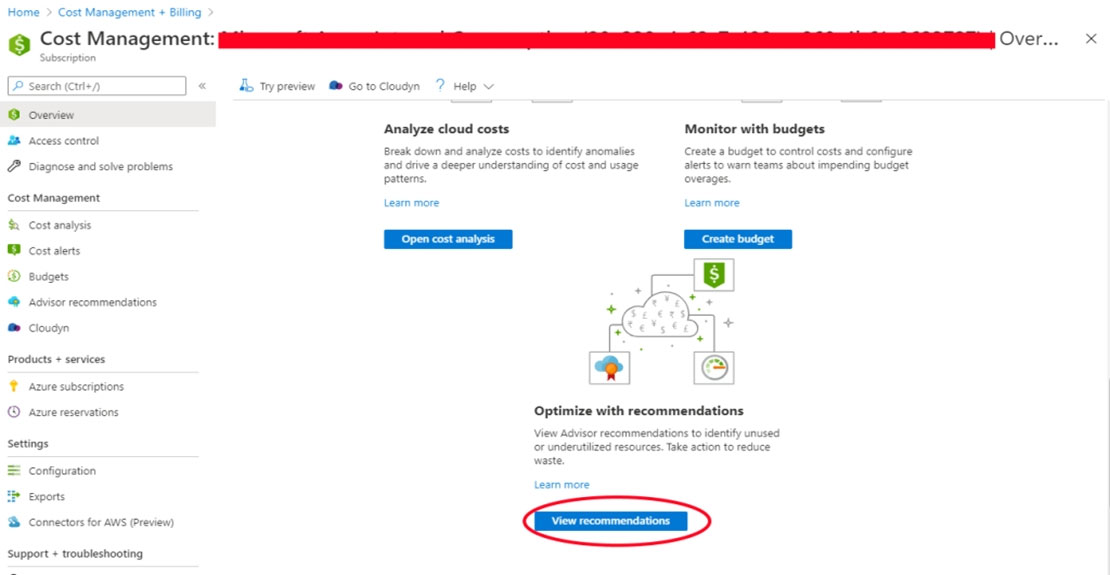 Home > Cost Management + Billing >
Cost Management:
Over...
Subscription
Search (Ctrl+/)
«
Try preview
Go to Cloudyn
? Help
Overview
Access control
Diagnose and solve problems
Cost Management
Cost analysis
Cost alerts
Budgets
Advisor recommendations
Cloudyn
Products + services
Azure subscriptions
Azure reservations
Settings
Configuration
Exports
Connectors for AWS (Preview)
Support + troubleshooting
Analyze cloud costs
Break down and analyze costs to identify anomalies
and drive a deeper understanding of cost and usage
patterns.
Learn more
Open cost analysis
Monitor with budgets
Create a budget to control costs and configure
alerts to warn teams about impending budget
overages.
Learn more
Create budget
Optimize with recommendations
View Advisor recommendations to identify unused
or underutilized resources. Take action to reduce
waste.
Learn more
View recommendations